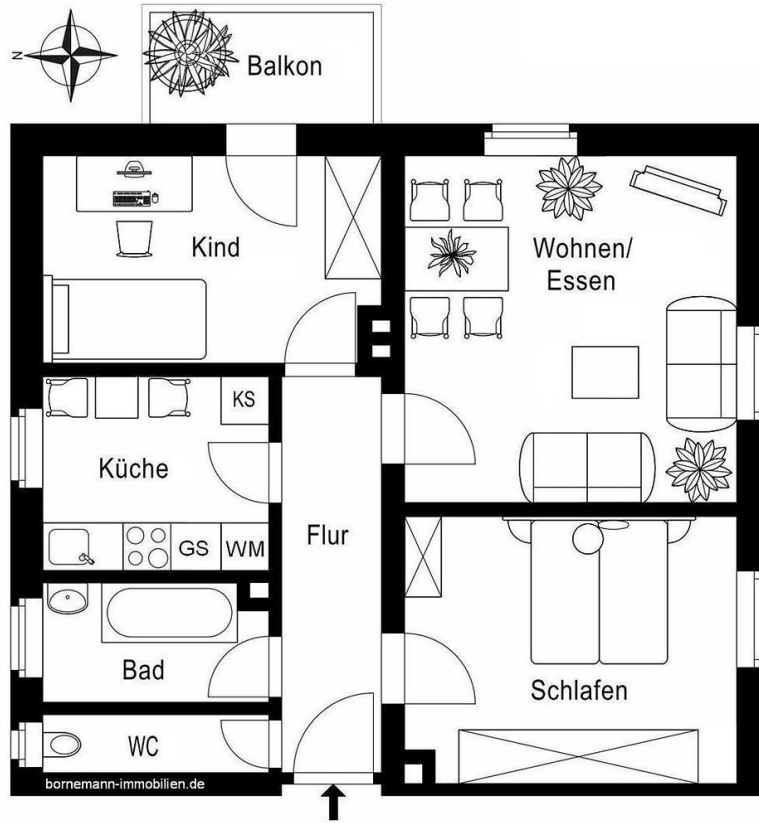 N
Balkon
Kind
Wohnen/
Essen
KS
Küche
GS
WM
Flur
Bad
Schlafen
WC
bornemann-immobilien.de